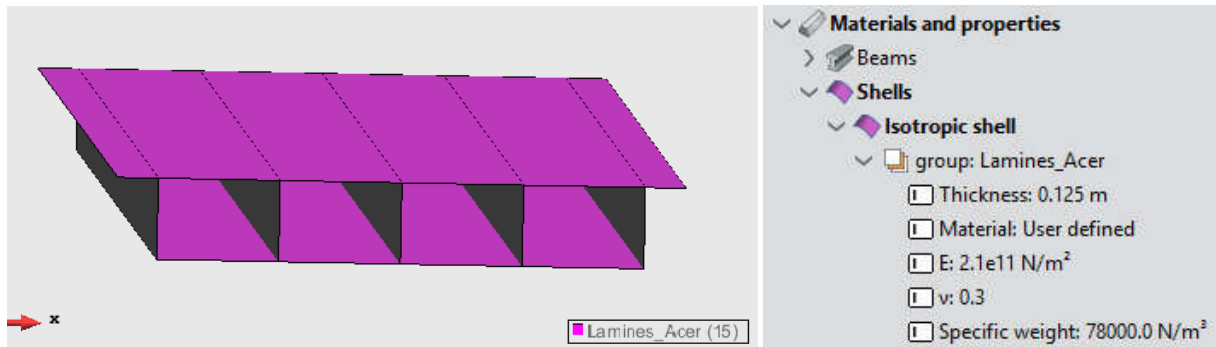 x
Lamines_Acer (15)
Materials and properties
Beams
Shells
Isotropic shell
group: Lamines_Acer
Thickness: 0.125 m
Material: User defined
E: 2.1e11 N/m²
ν: 0.3
Specific weight: 78000.0 N/m³